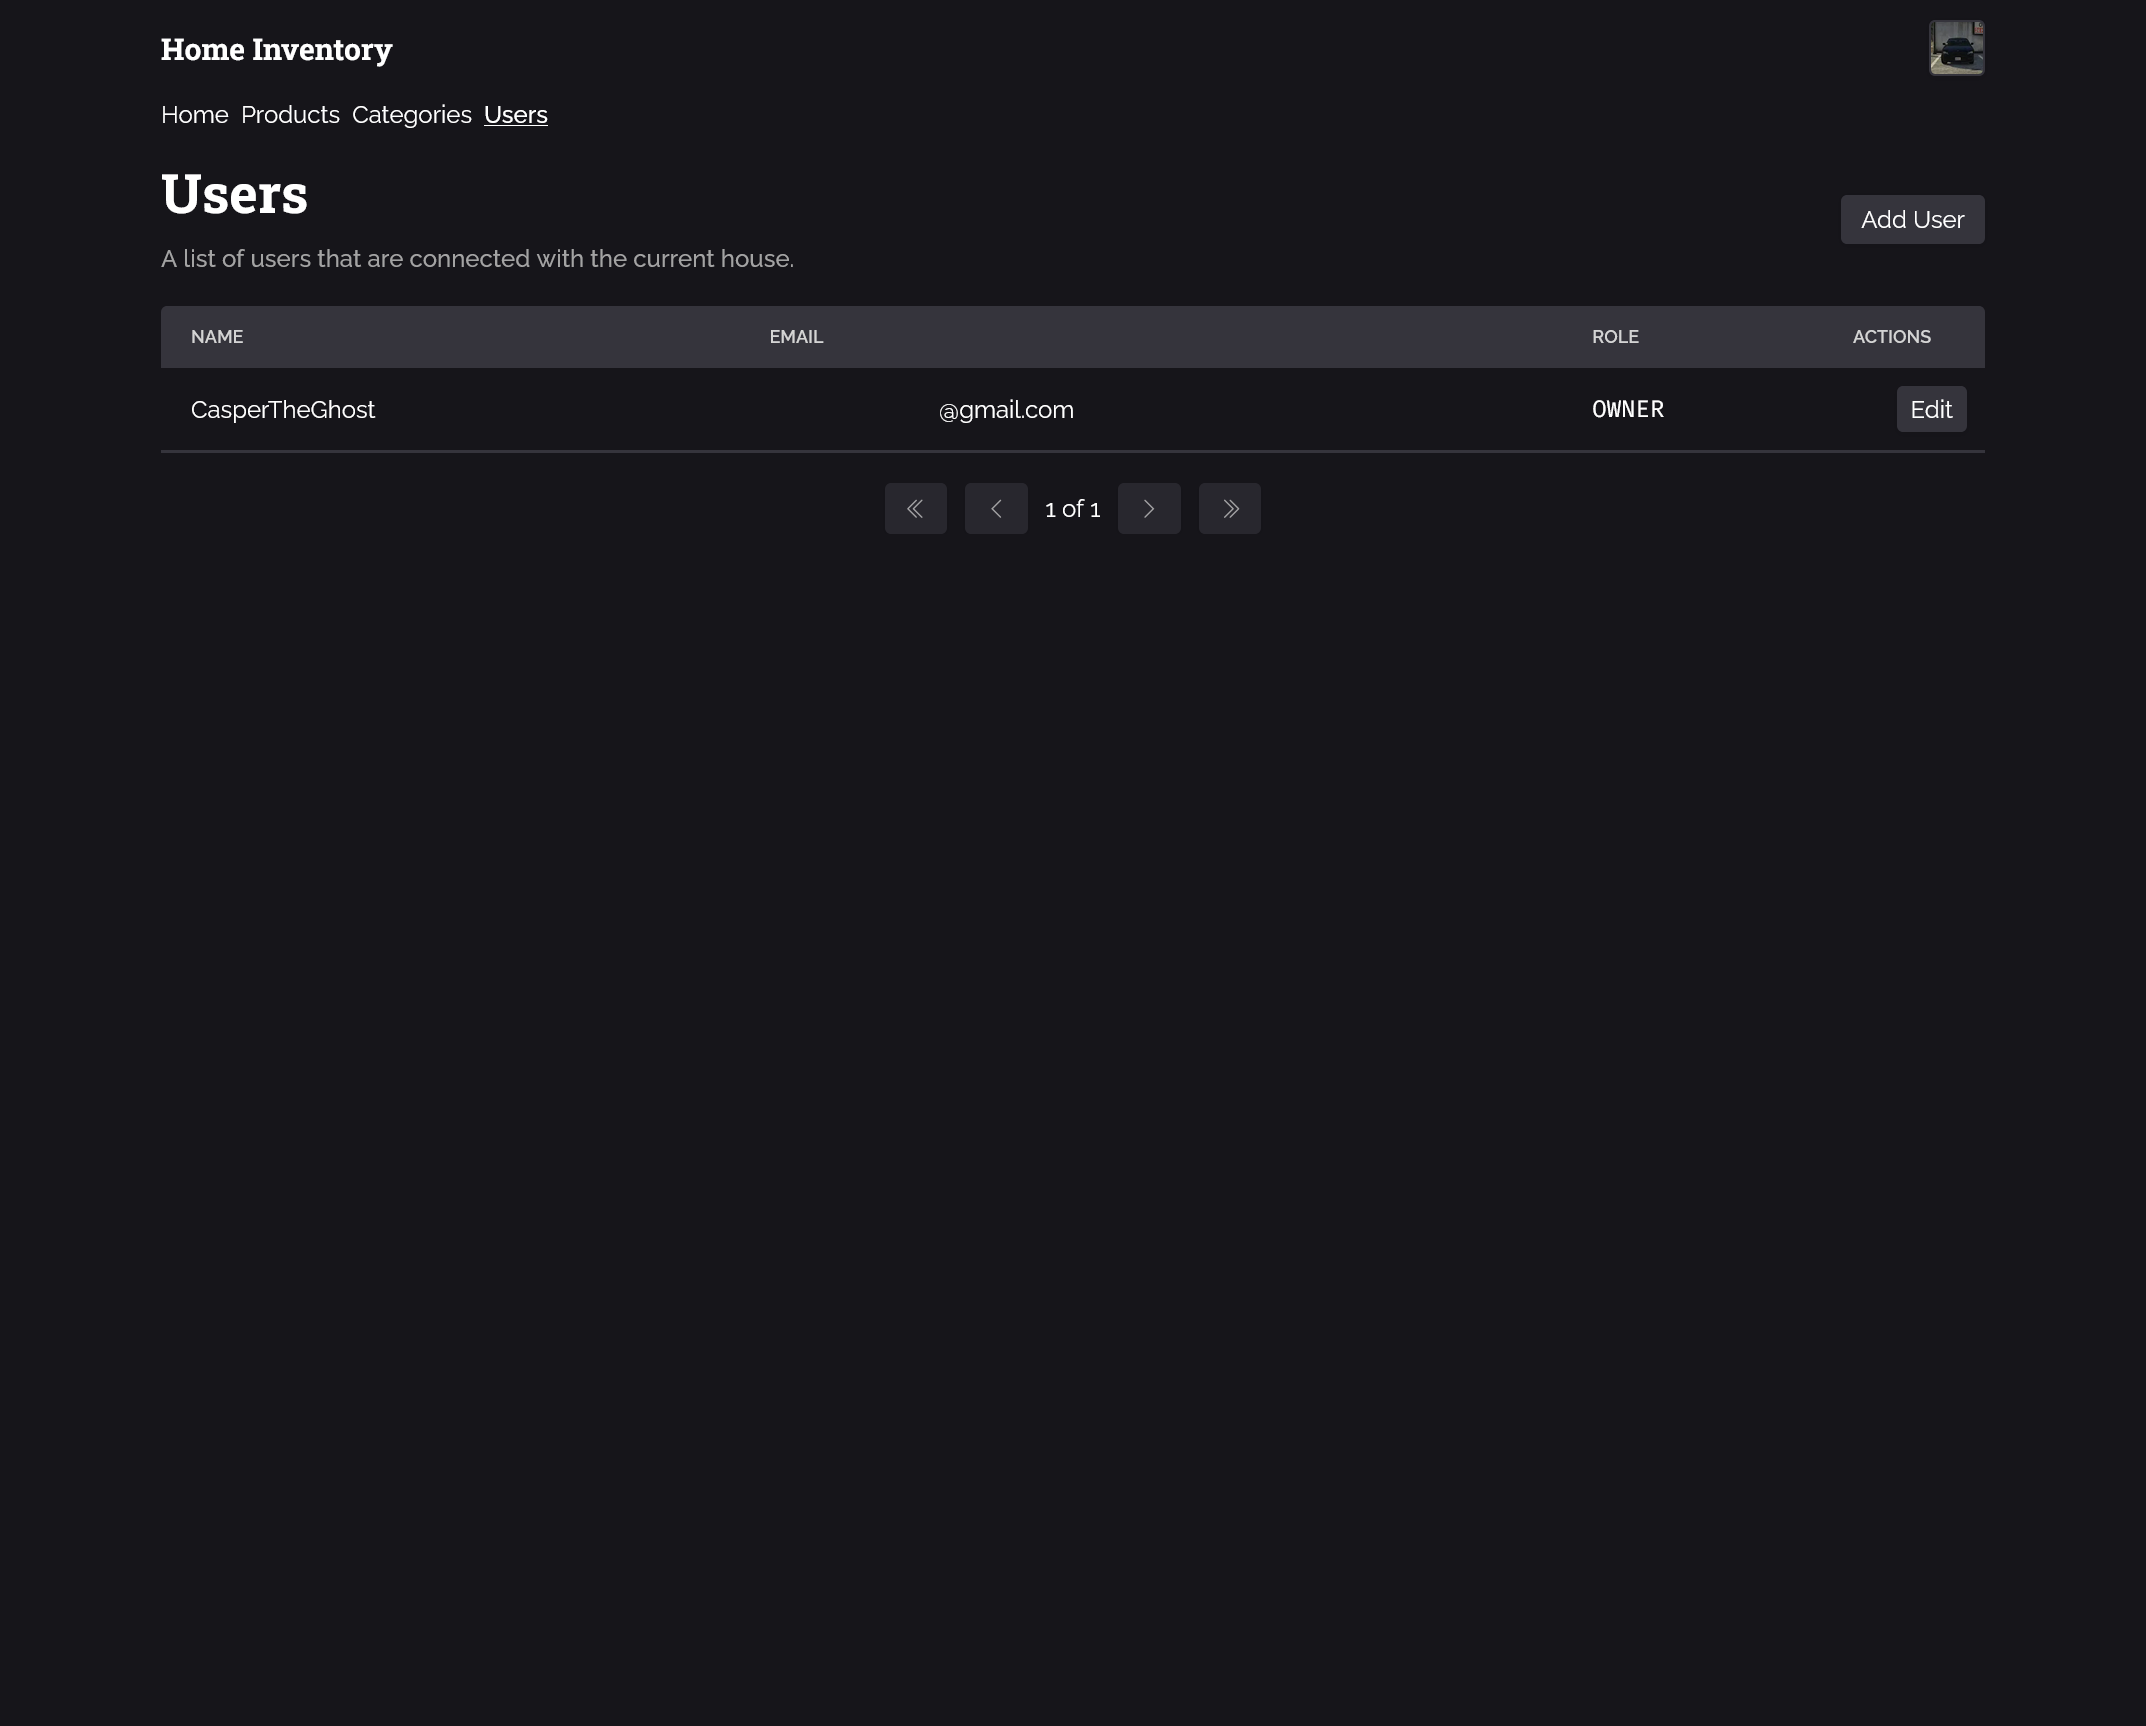 Home Inventory
Home Products Categories Users
Users
Add User
A list of users that are connected with the current house.
NAME EMAIL ROLE ACTIONS
CasperTheGhost @gmail.com OWNER Edit
1 of 1